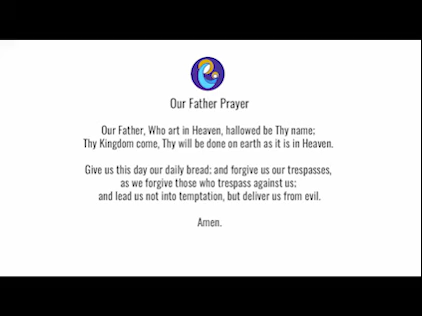 Our Father Prayer
Our Father, Who art in Heaven, hallowed be Thy name;
Thy Kingdom come, Thy will be done on earth as it is in Heaven.
Give us this day our daily bread; and forgive us our trespasses,
as we forgive those who trespass against us;
and lead us not into temptation, but deliver us from evil.
Amen.